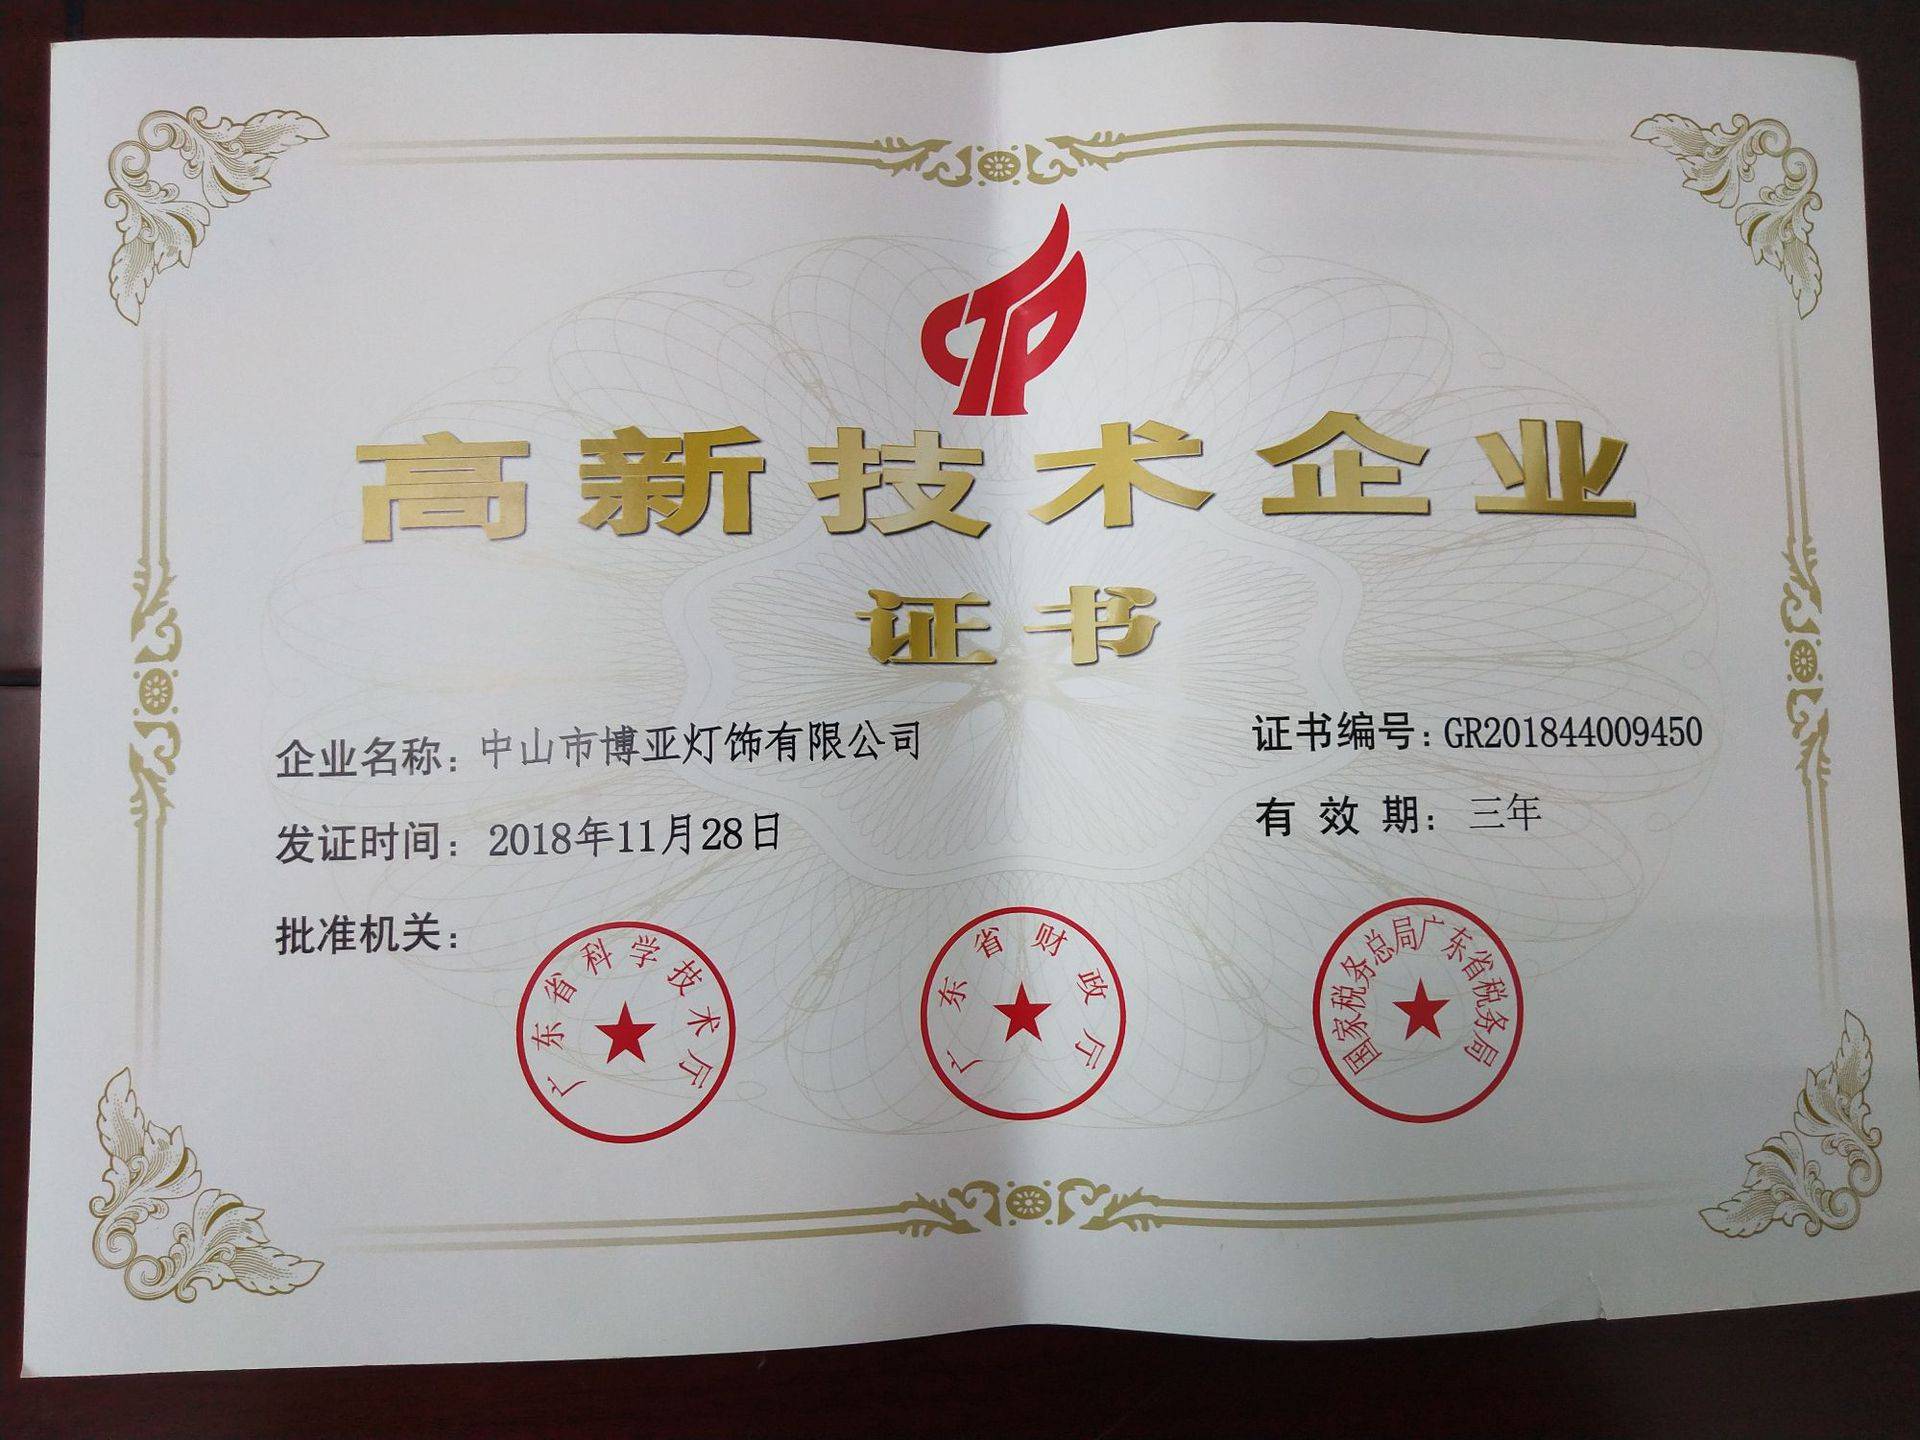 CTP
高新技术企业
证书
企业名称：中山市博亚灯饰有限公司
证书编号：GR201844009450
发证时间：2018年11月28日
有效期：三年
批准机关：
广东省科学技术厅
广东省财政厅
国家税务总局广东省税务局